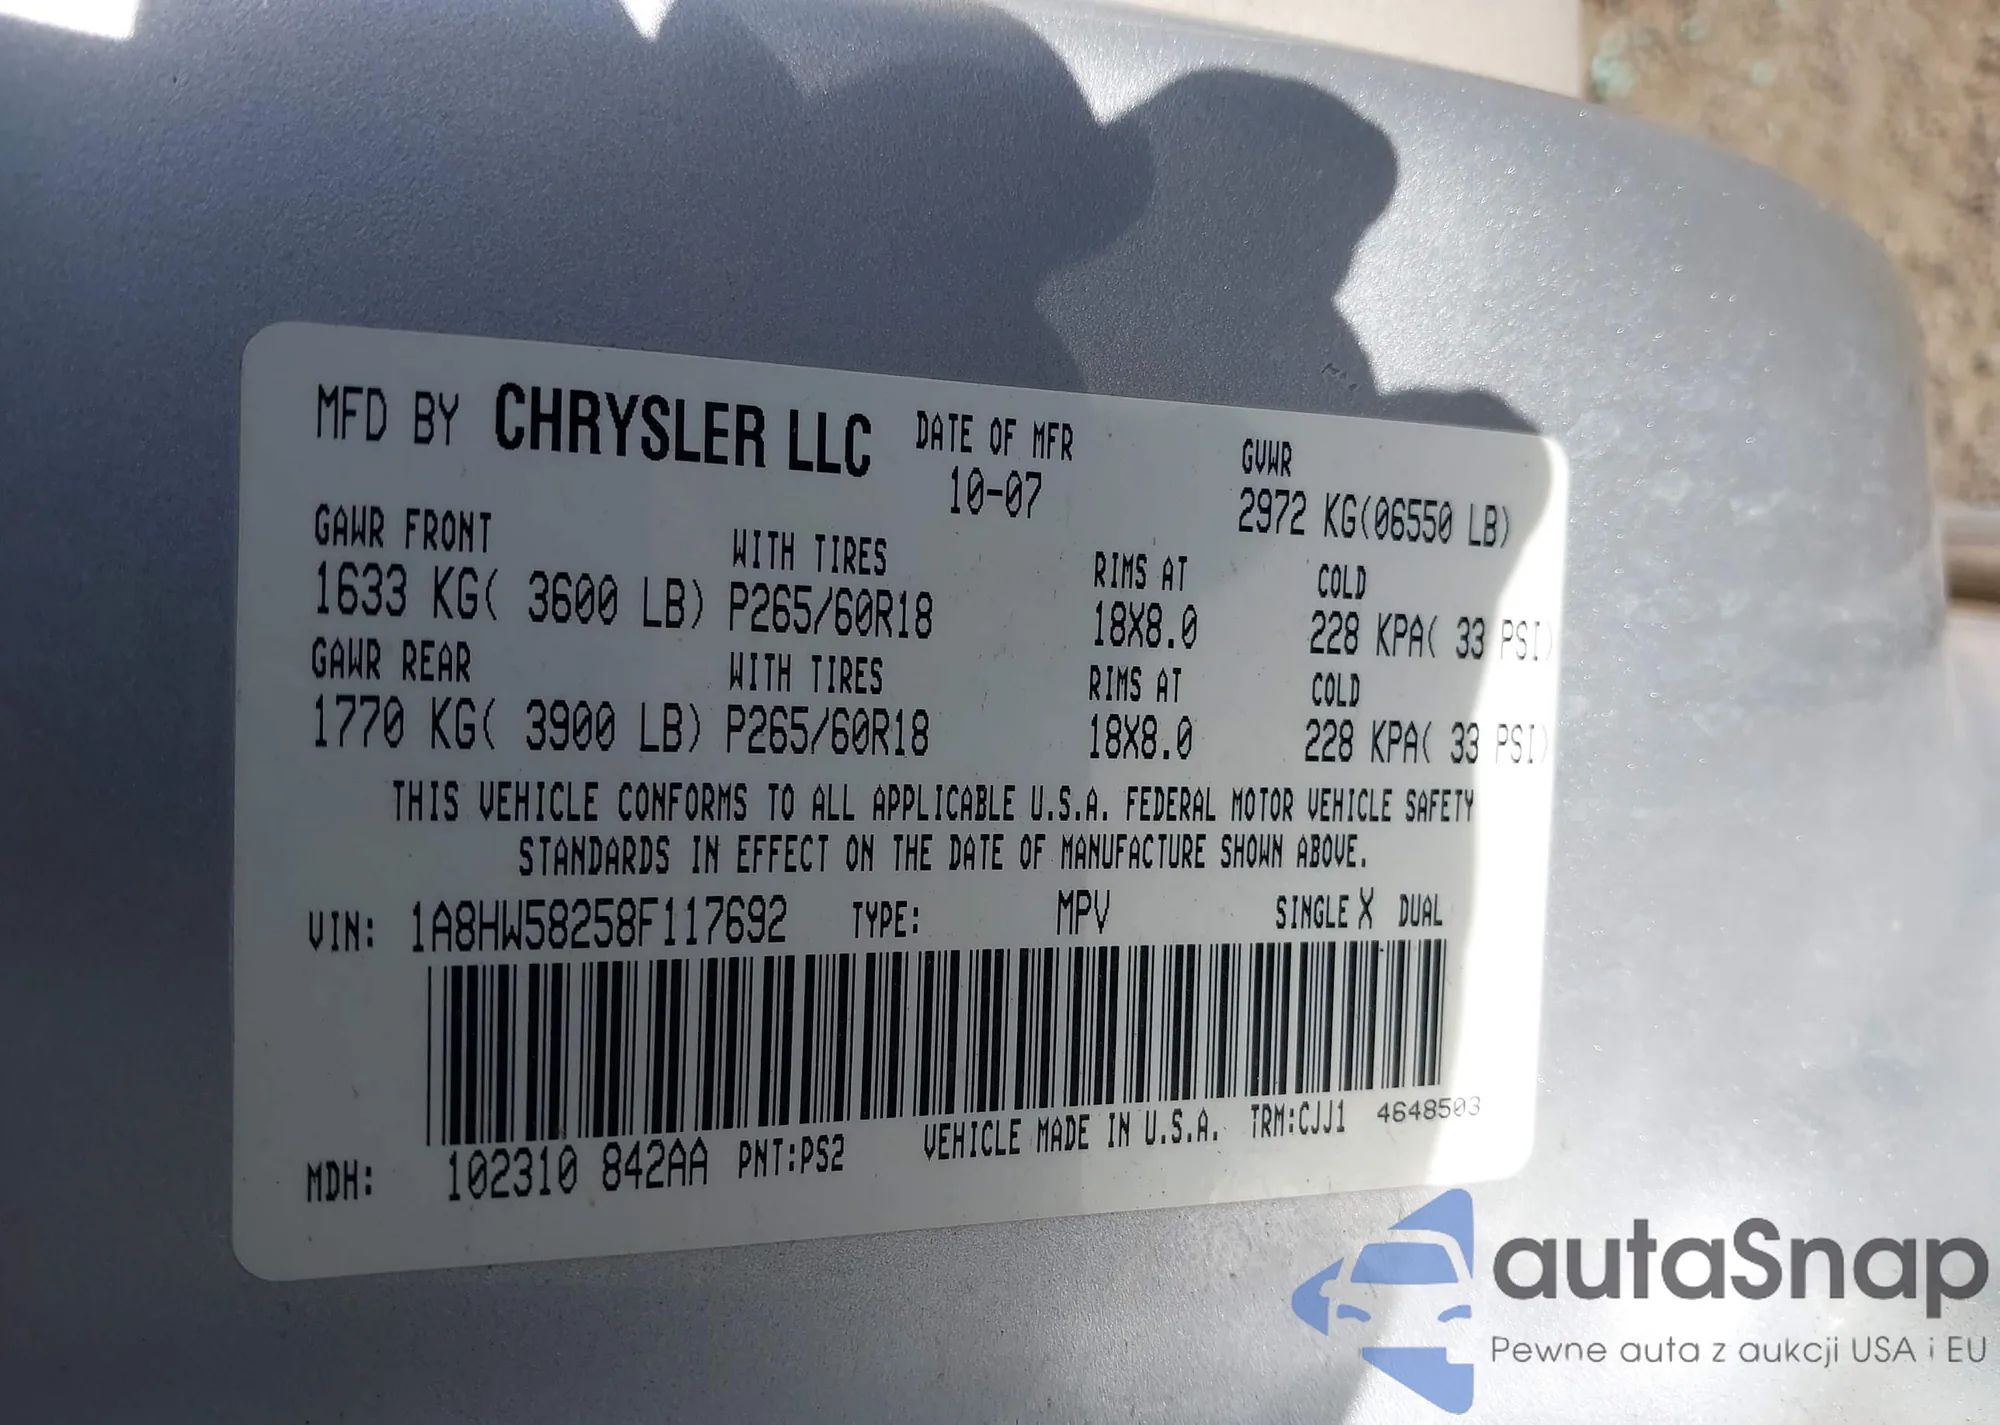 MFD BY CHRYSLER LLC DATE OF MFR GVWR
10-07 2972 KG(06550 LB)
GAWR FRONT WITH TIRES RIMS AT COLD
1633 KG( 3600 LB) P265/60R18 18X8.0 228 KPA( 33 PSI)
GAWR REAR WITH TIRES RIMS AT COLD
1770 KG( 3900 LB) P265/60R18 18X8.0 228 KPA( 33 PSI)
THIS VEHICLE CONFORMS TO ALL APPLICABLE U.S.A. FEDERAL MOTOR VEHICLE SAFETY
STANDARDS IN EFFECT ON THE DATE OF MANUFACTURE SHOWN ABOVE.
VIN: 1A8HW58258F117692 TYPE: MPV SINGLE X DUAL
MDH: 102310 842AA PNT:PS2 VEHICLE MADE IN U.S.A. TRM:CJJ1 4648503
autaSnap
Pewne auta z aukcji USA i EU